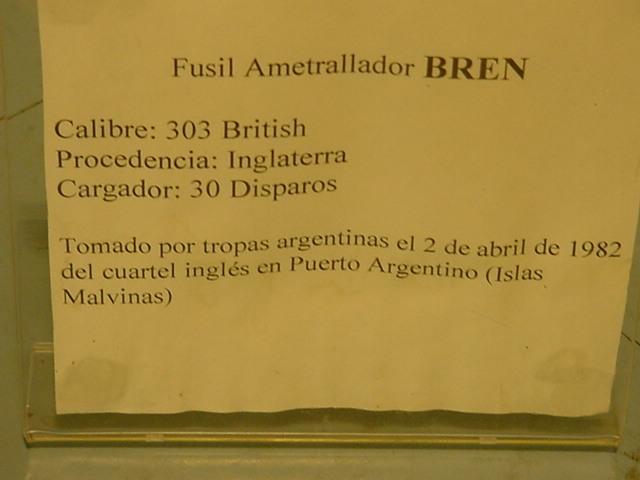 Fusil Ametrallador BREN
Calibre: 303 British
Procedencia: Inglaterra
Cargador: 30 Disparos
Tomado por tropas argentinas el 2 de abril de 1982
del cuartel inglés en Puerto Argentino (Islas
Malvinas)